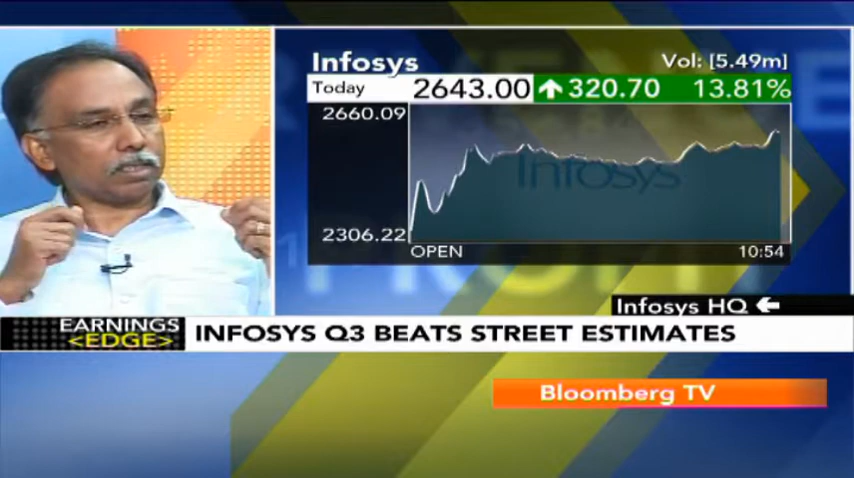 Infosys
Vol: [5.49m]
Today
2643.00
320.70
13.81%
2660.09
Infosys
2306.22
OPEN
10:54
Infosys HQ
EARNINGS
<EDGE>
INFOSYS Q3 BEATS STREET ESTIMATES
Bloomberg TV